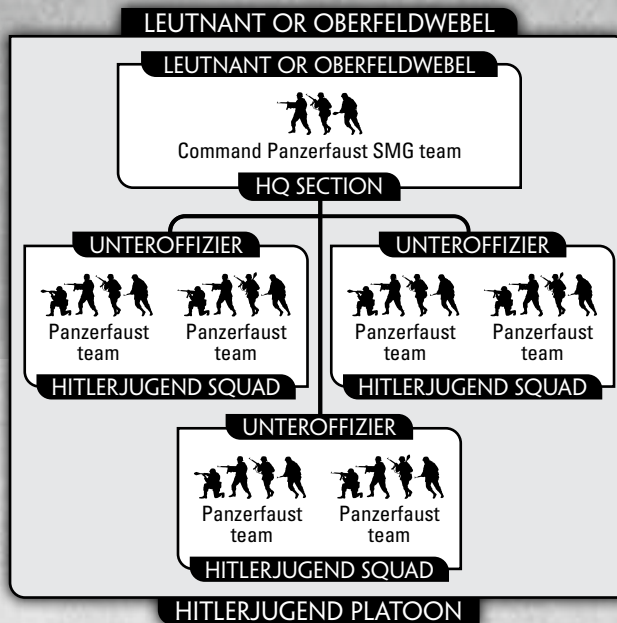 LEUTNANT OR OBERFELDWEBEL
LEUTNANT OR OBERFELDWEBEL
Command Panzerfaust SMG team
HQ SECTION
UNTEROFFIZIER
Panzerfaust team
Panzerfaust team
HITLERJUGEND SQUAD
UNTEROFFIZIER
Panzerfaust team
Panzerfaust team
HITLERJUGEND SQUAD
UNTEROFFIZIER
Panzerfaust team
Panzerfaust team
HITLERJUGEND SQUAD
HITLERJUGEND PLATOON